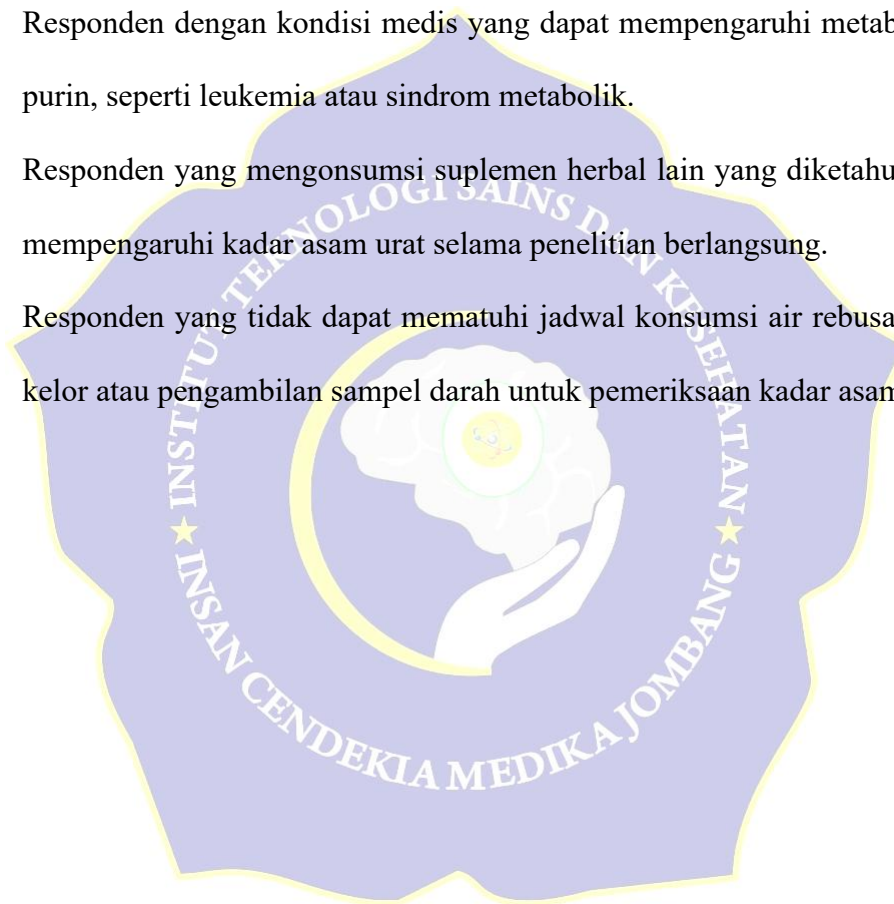 Responden dengan kondisi medis yang dapat mempengaruhi metab
purin, seperti leukemia atau sindrom metabolik.
Responden yang mengonsumsi suplemen herbal lain yang diketahu
mempengaruhi kadar asam urat selama penelitian berlangsung.
Responden yang tidak dapat mematuhi jadwal konsumsi air rebusa
kelor atau pengambilan sampel darah untuk pemeriksaan kadar asam
INSTITUT TEKNOLOGI SAINS DAN KESEHATAN
INSAN CENDEKIA MEDIKA JOMBANG